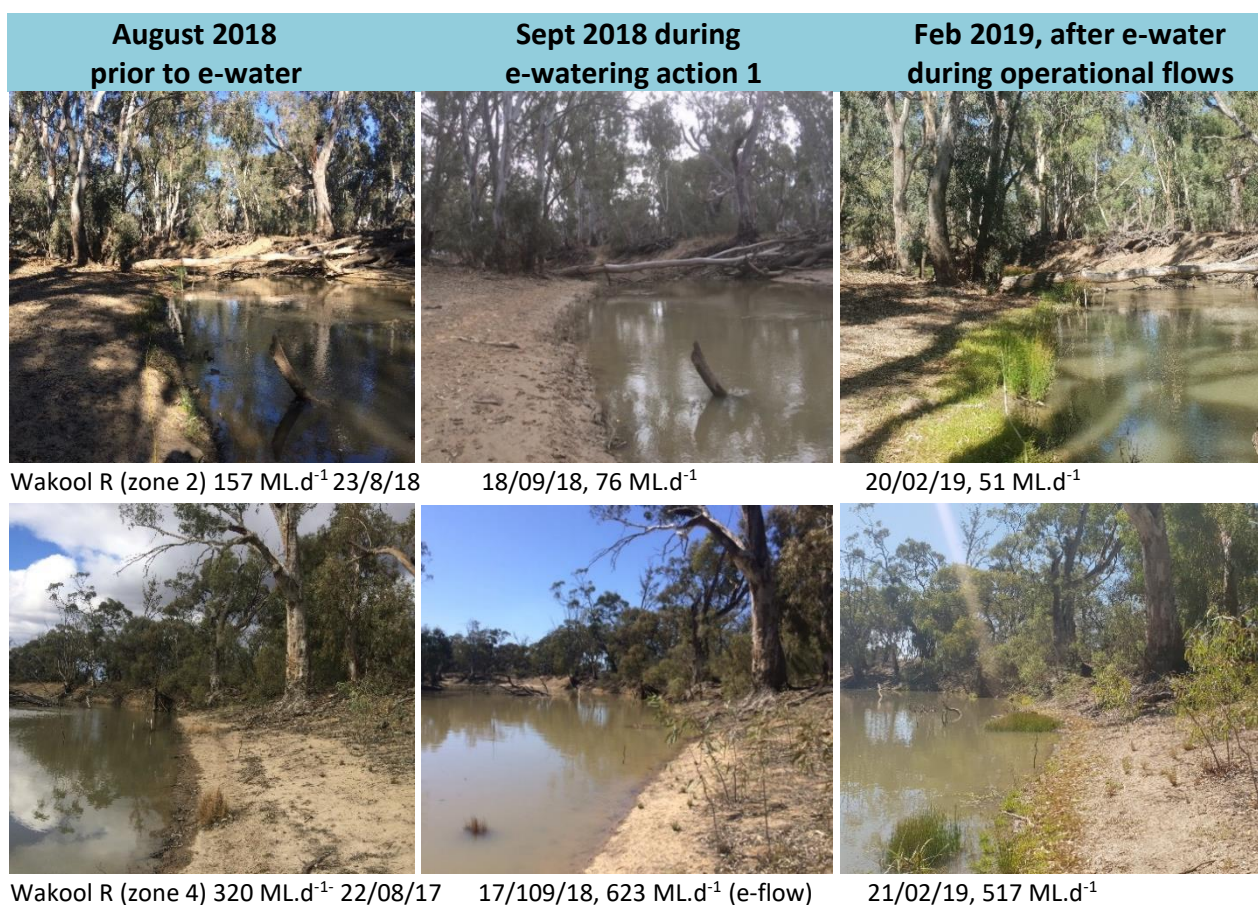 August 2018
prior to e-water
Sept 2018 during
e-watering action 1
Feb 2019, after e-water
during operational flows
Wakool R (zone 2) 157 ML.d⁻¹ 23/8/18
18/09/18, 76 ML.d⁻¹
20/02/19, 51 ML.d⁻¹
Wakool R (zone 4) 320 ML.d⁻¹⁻ 22/08/17
17/109/18, 623 ML.d⁻¹ (e-flow)
21/02/19, 517 ML.d⁻¹